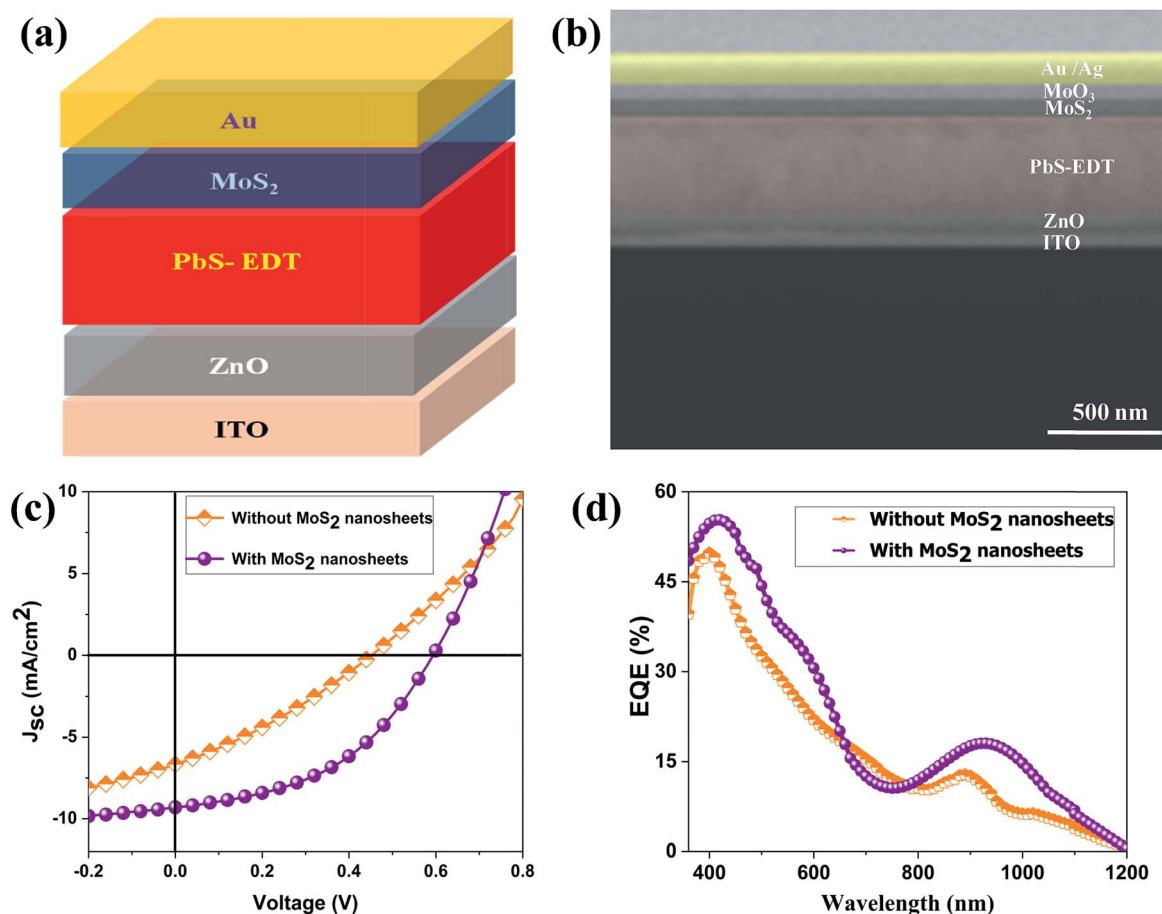 (a)
Au
MoS₂
PbS- EDT
ZnO
ITO
(b)
Au /Ag
MoO₃
MoS₂
PbS-EDT
ZnO
ITO
500 nm
(c)
10
5
0
-5
-10
Jsc (mA/cm²)
Without MoS₂ nanosheets
With MoS₂ nanosheets
-0.2 0.0 0.2 0.4 0.6 0.8
Voltage (V)
(d)
60
45
30
15
0
EQE (%)
Without MoS₂ nanosheets
With MoS₂ nanosheets
400 600 800 1000 1200
Wavelength (nm)